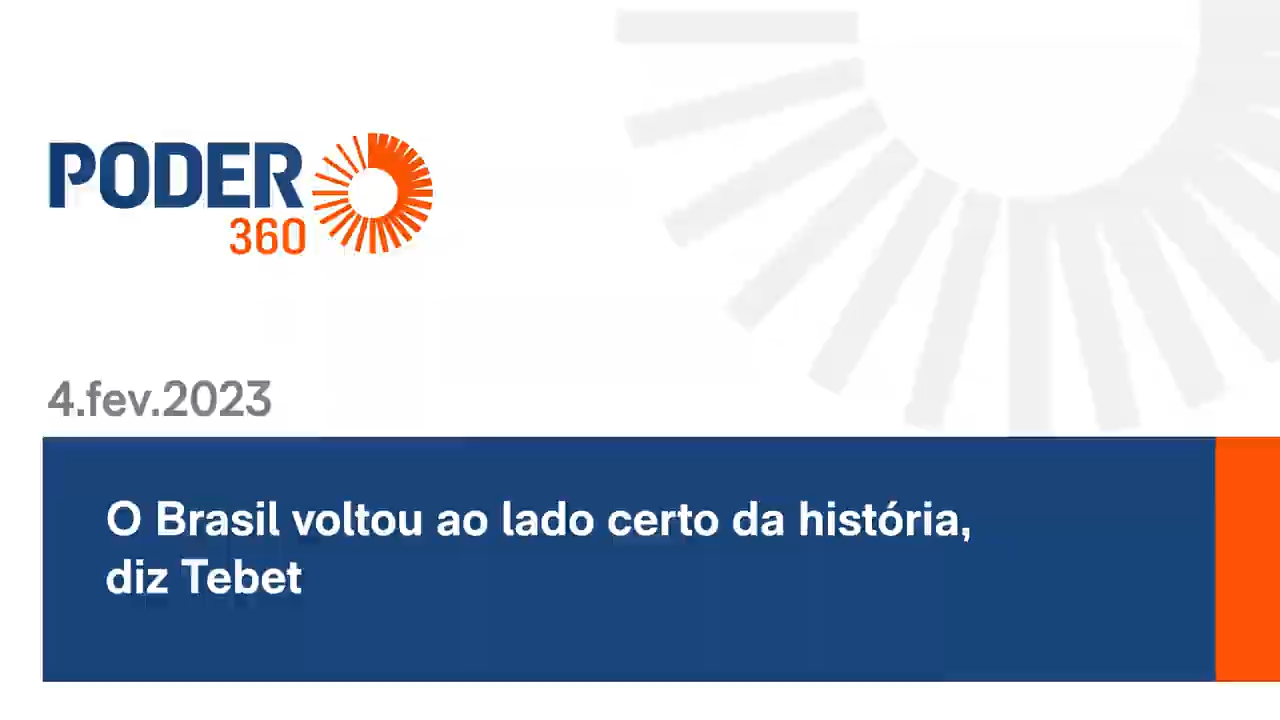 PODER
360
4.fev.2023
O Brasil voltou ao lado certo da história,
diz Tebet